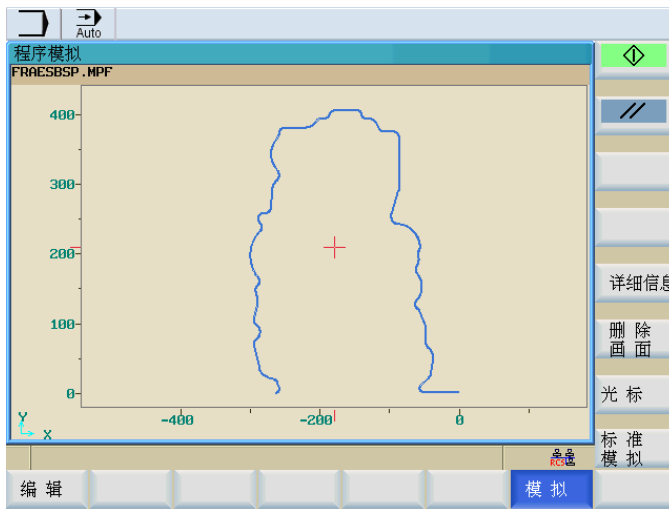 Auto
程序模拟
FRAESBSP.MPF
400
300
200
100
0
-400
-200
0
Y
X
详细信息
删 除
画 面
光 标
标 准
模 拟
RCS
编 辑
模 拟